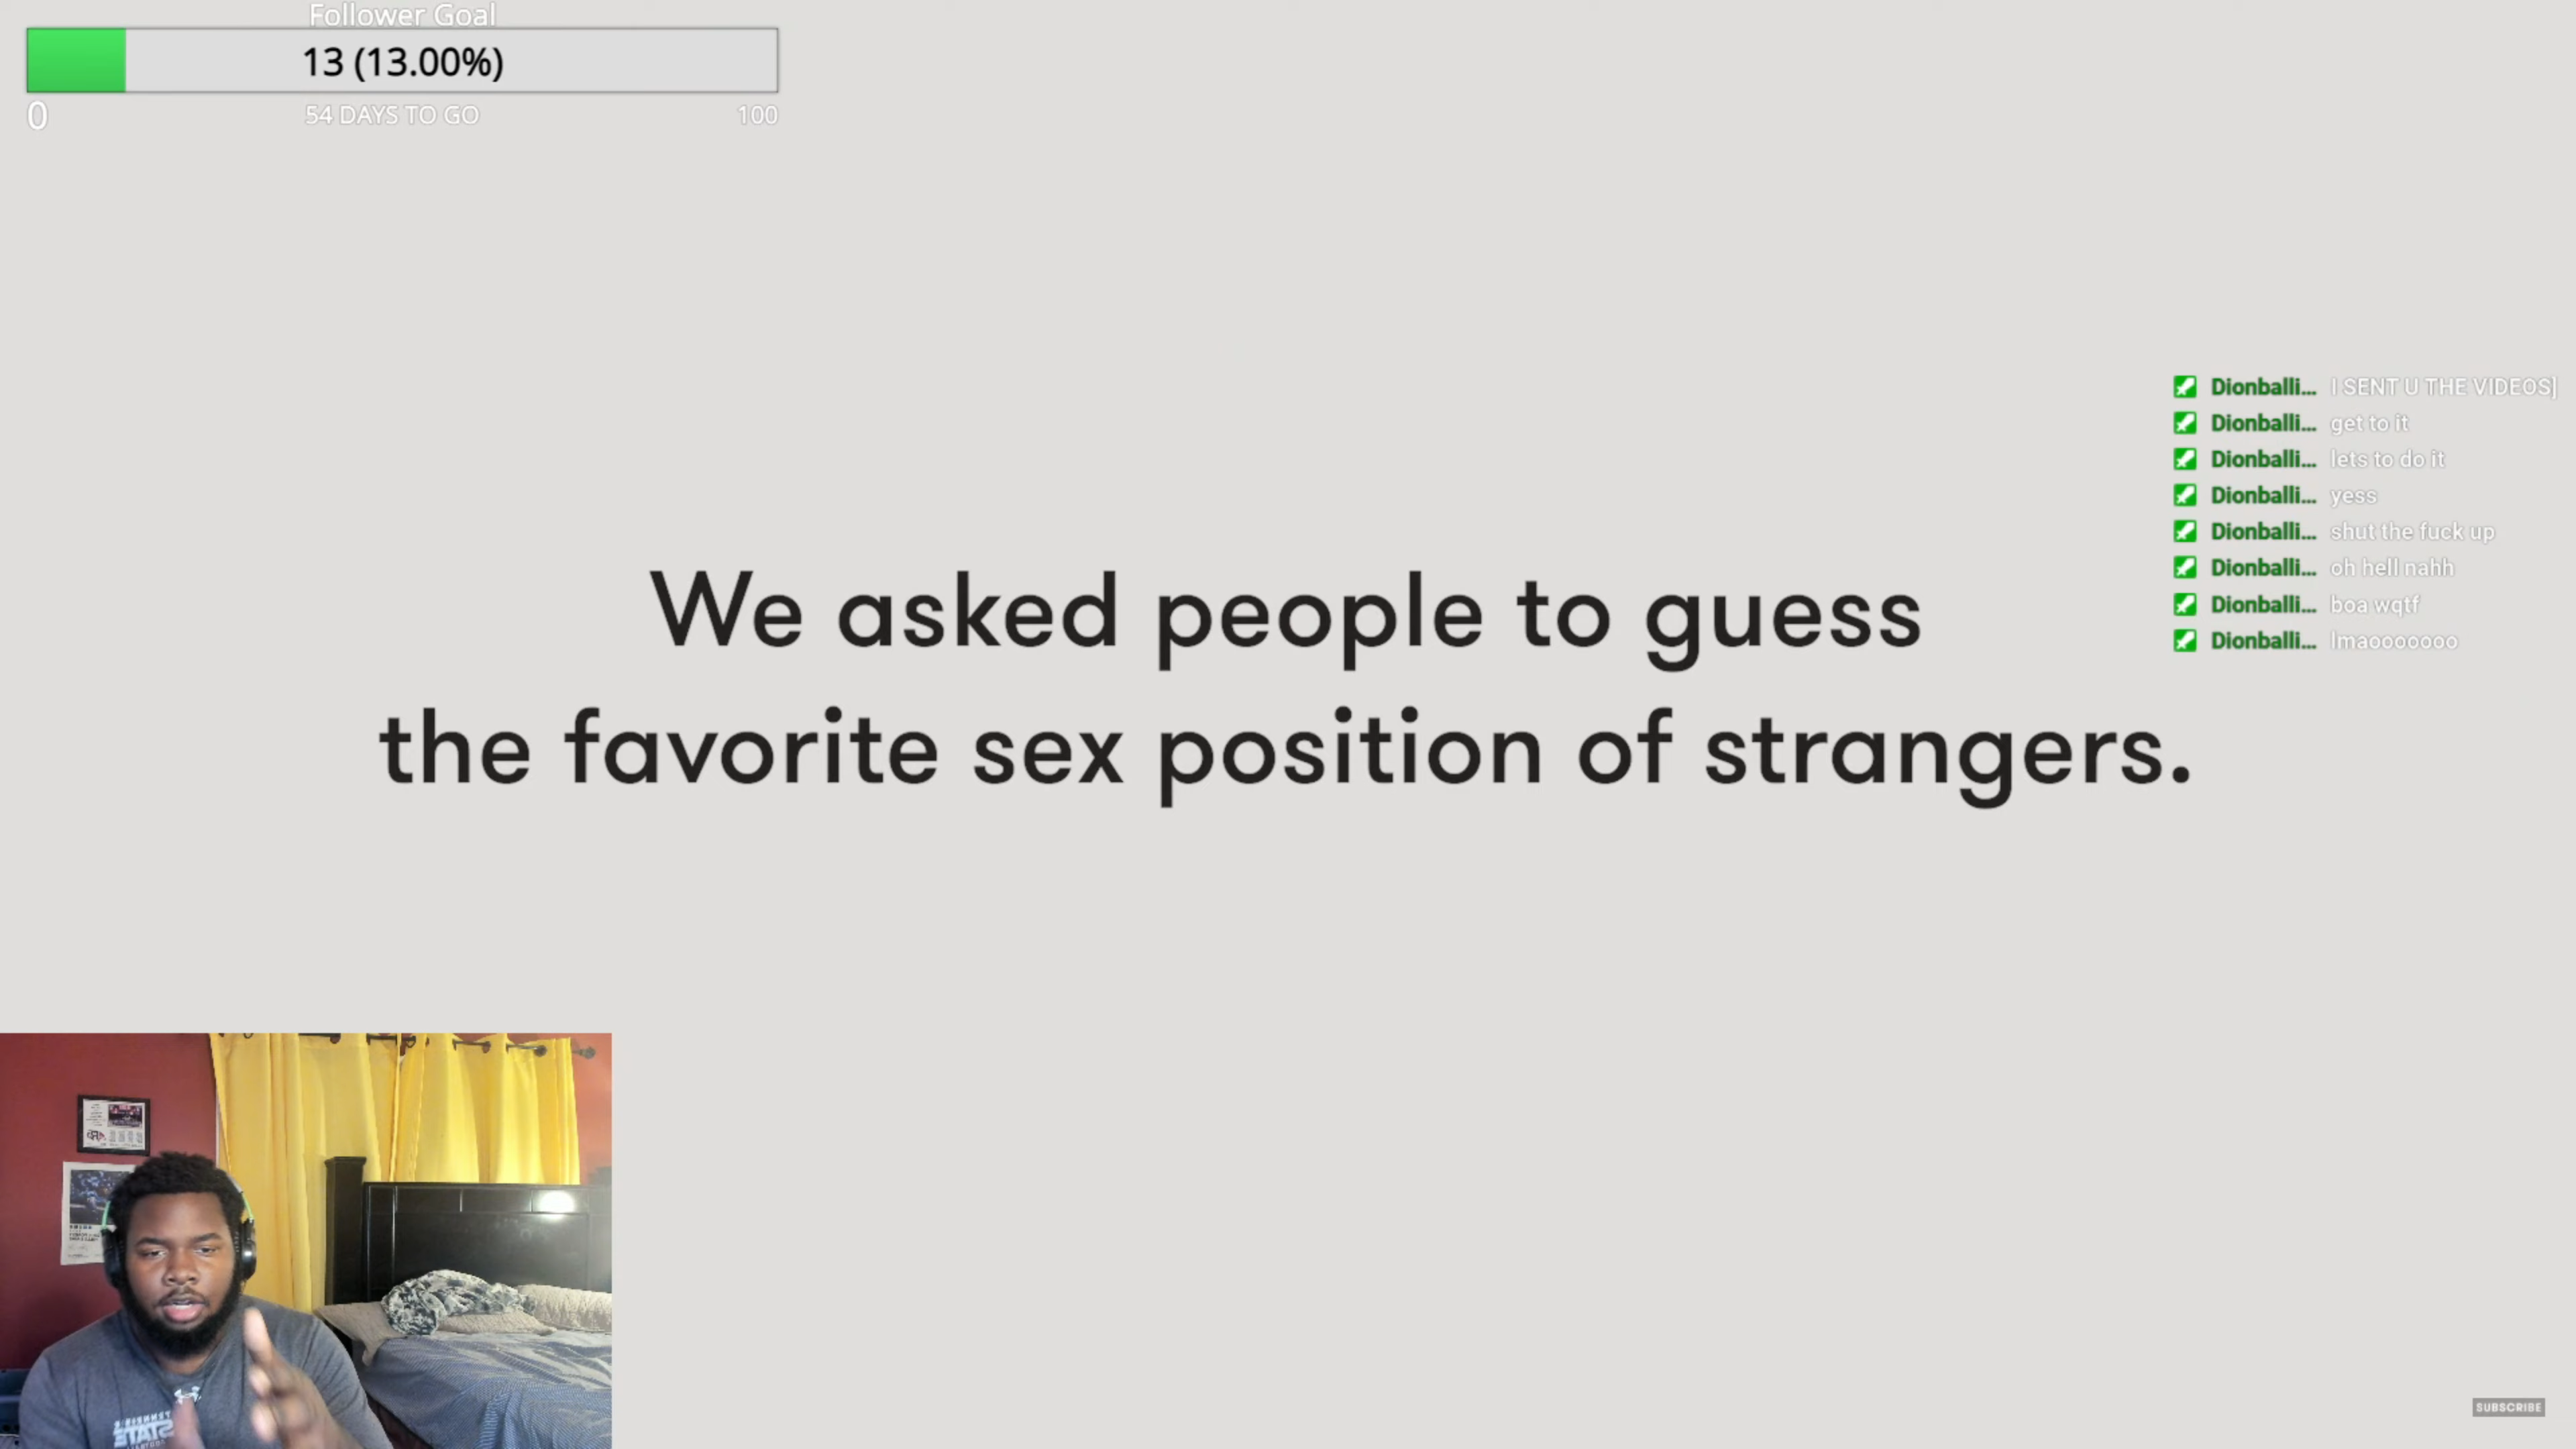 Follower Goal
13 (13.00%)
0
54 DAYS TO GO
100
Dionballi... I SENT U THE VIDEOS]
Dionballi... get to it
Dionballi... lets to do it
Dionballi... yess
Dionballi... shut the fuck up
Dionballi... oh hell nahh
Dionballi... boa wqtf
Dionballi... lmaooooooo
We asked people to guess
the favorite sex position of strangers.
STATE
SUBSCRIBE